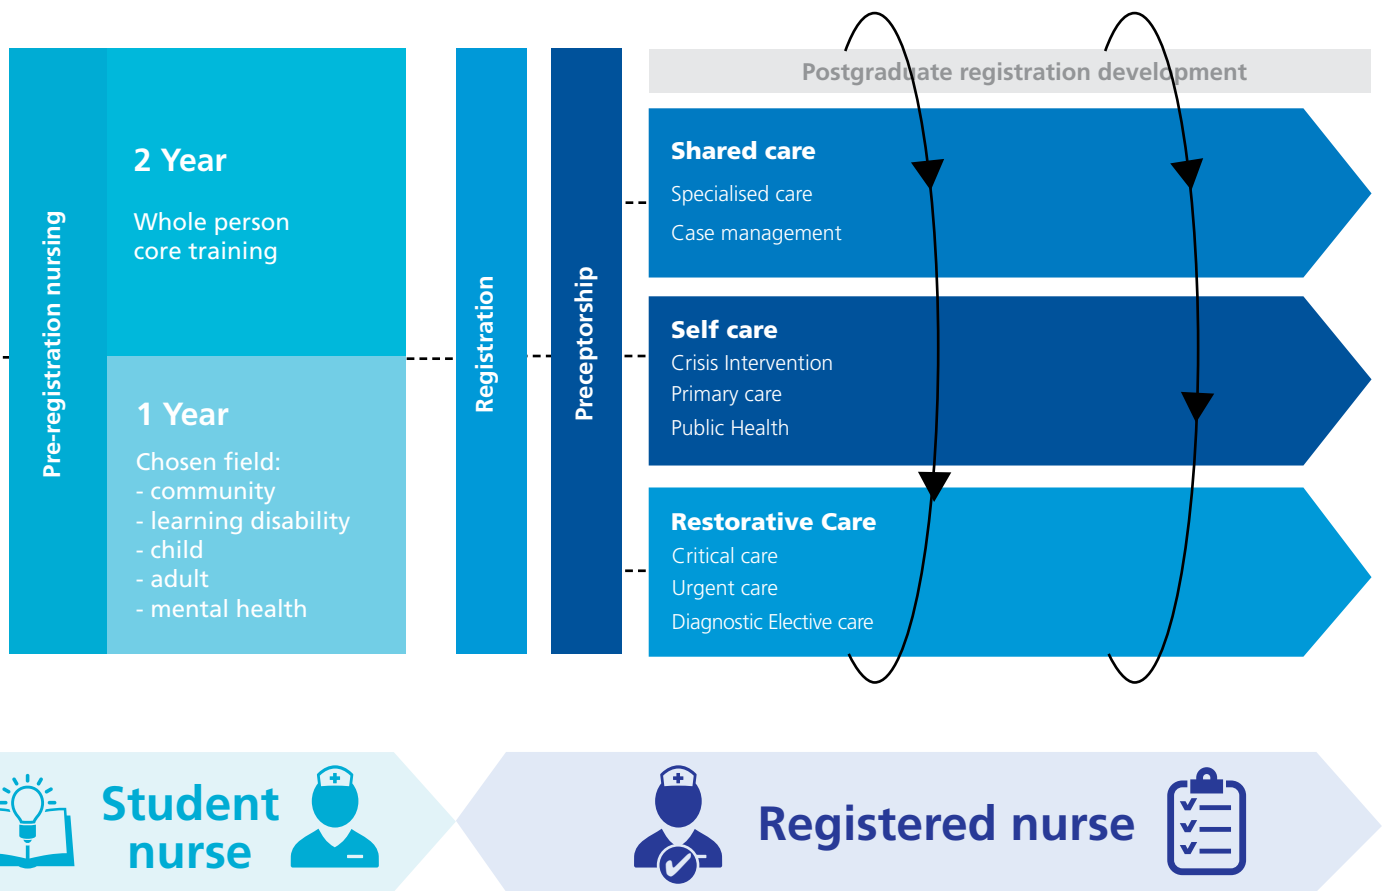 Pre-registration nursing
2 Year
Whole person
core training
1 Year
Chosen field:
- community
- learning disability
- child
- adult
- mental health
Registration
Preceptorship
Postgraduate registration development
Shared care
Specialised care
Case management
Self care
Crisis Intervention
Primary care
Public Health
Restorative Care
Critical care
Urgent care
Diagnostic Elective care
Student
nurse
Registered nurse